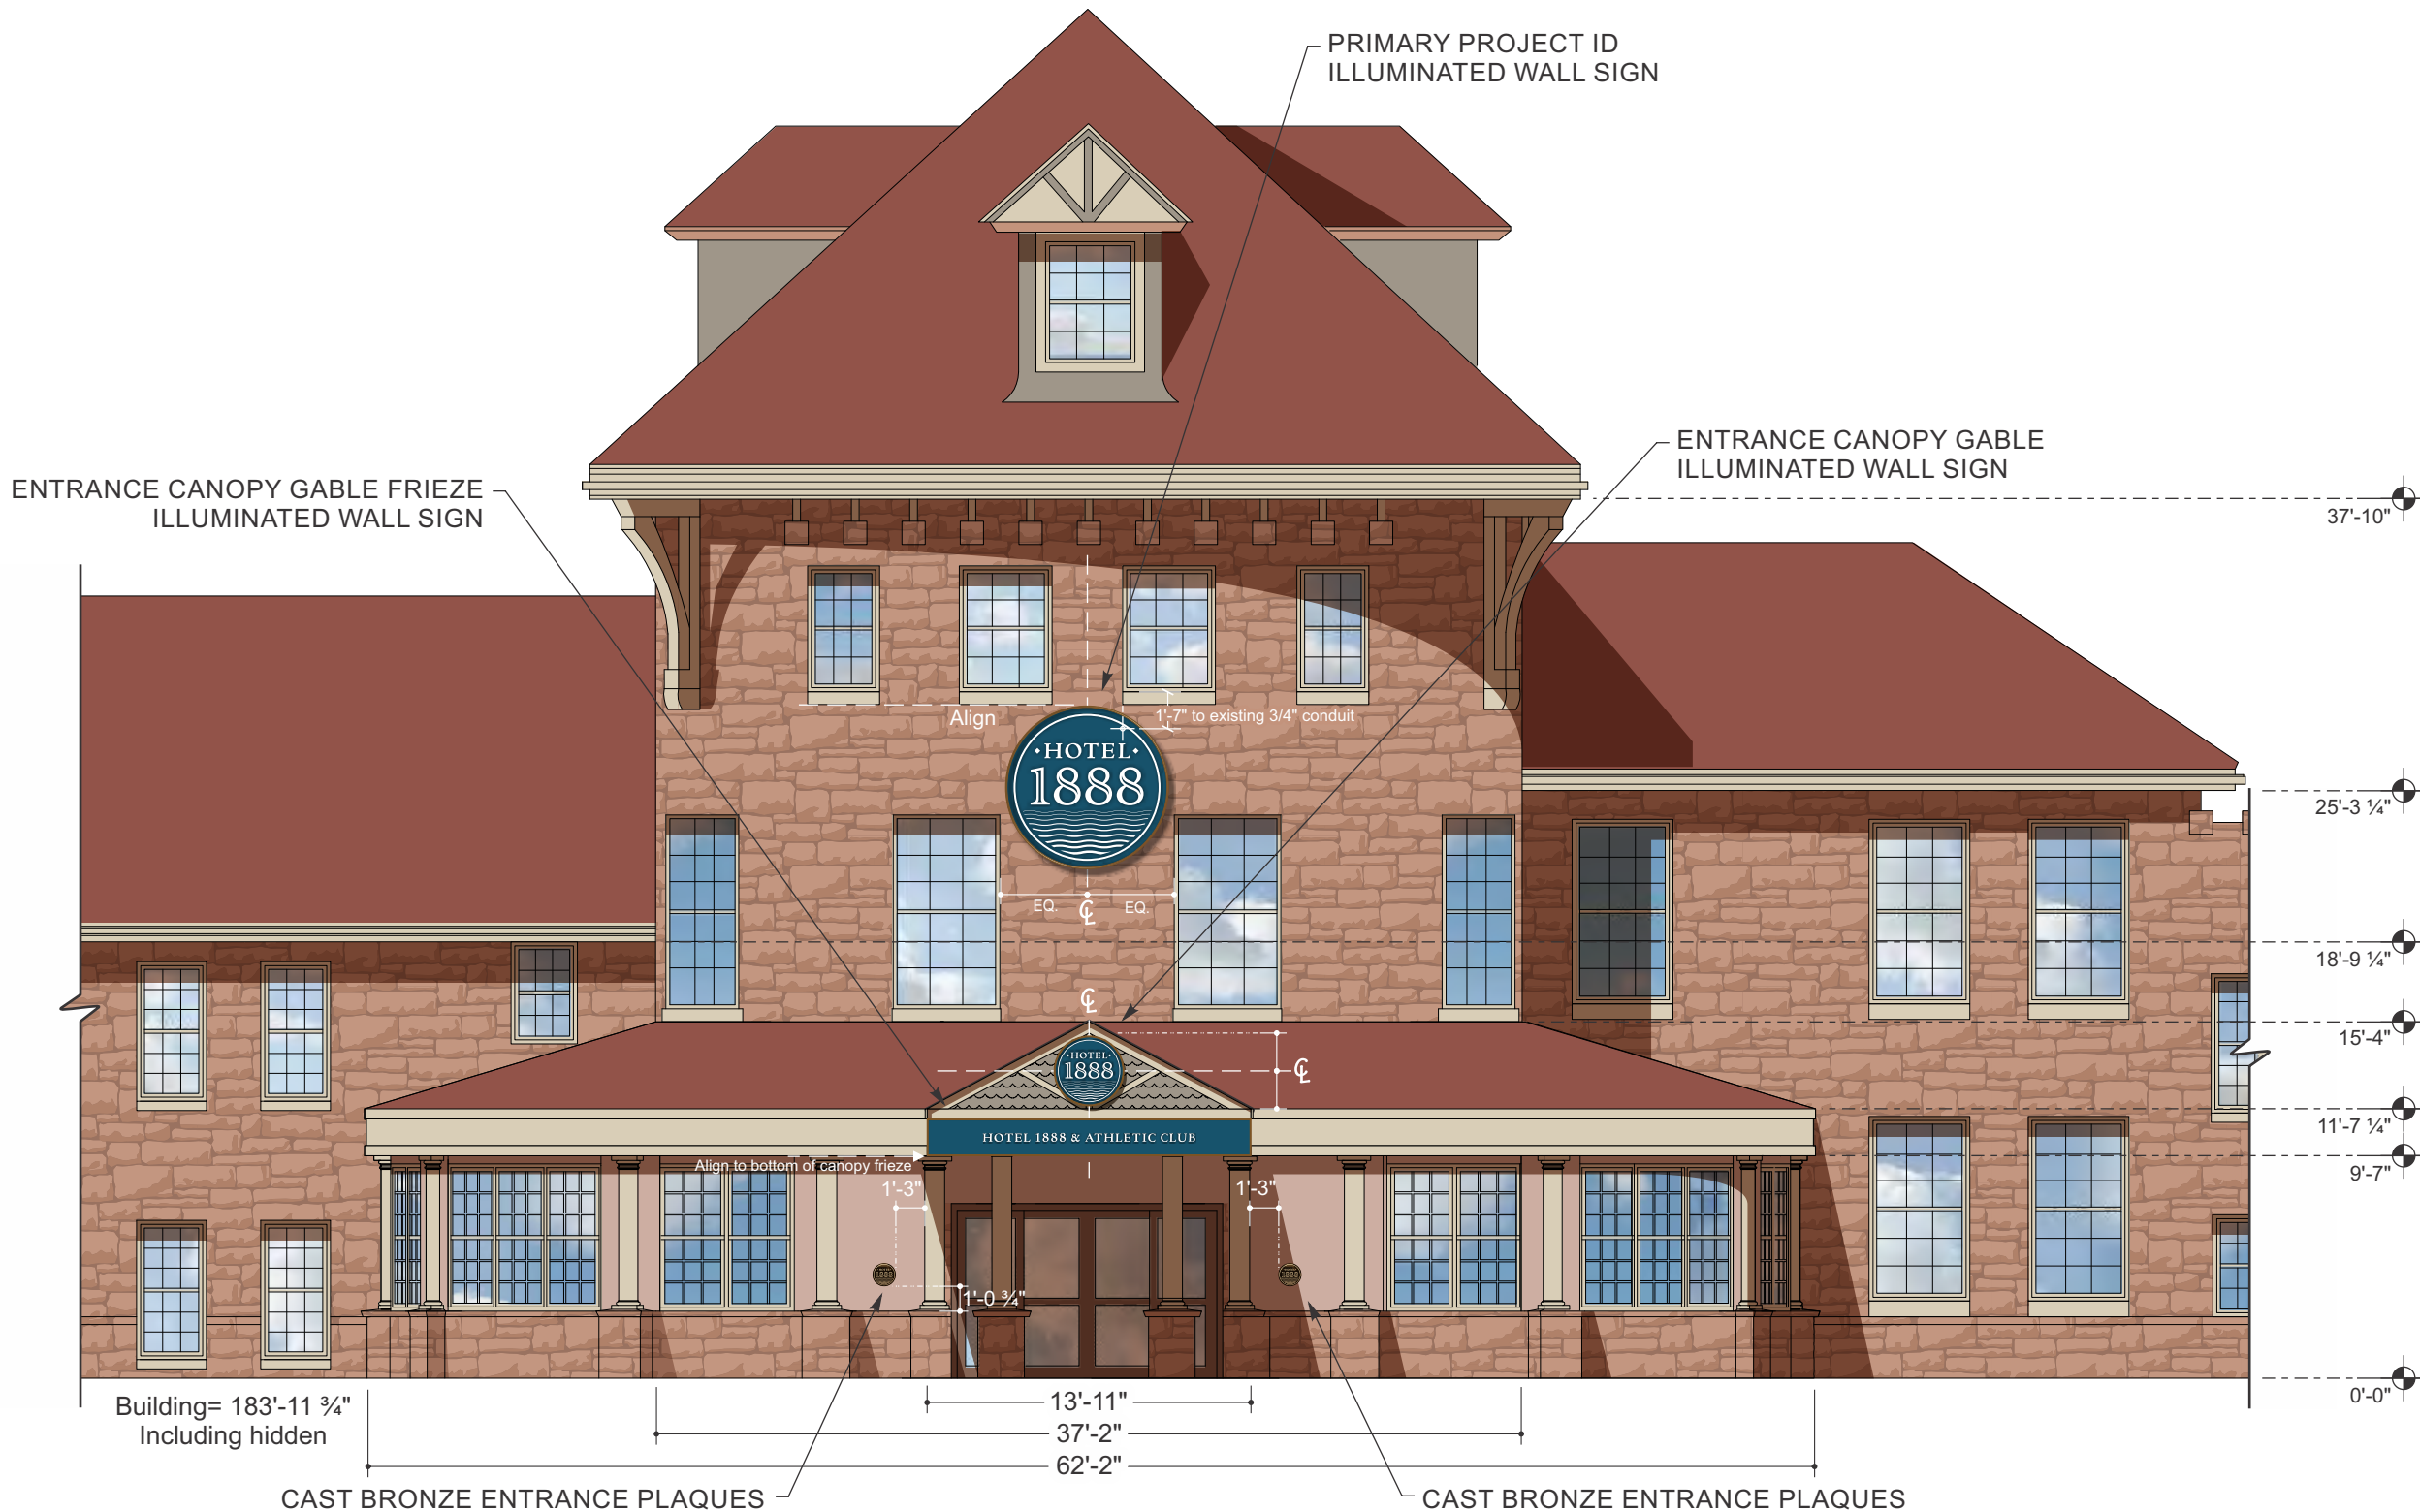 PRIMARY PROJECT ID
ILLUMINATED WALL SIGN
ENTRANCE CANOPY GABLE
ILLUMINATED WALL SIGN
ENTRANCE CANOPY GABLE FRIEZE
ILLUMINATED WALL SIGN
37'-10"
Align
1'-7" to existing 3/4" conduit
·HOTEL·
1888
25'-3 ¼"
EQ.
℄
EQ.
18'-9 ¼"
℄
15'-4"
·HOTEL·
1888
℄
11'-7 ¼"
HOTEL 1888 & ATHLETIC CLUB
Align to bottom of canopy frieze
9'-7"
1'-3"
1'-3"
1888
1888
1'-0 ¾"
0'-0"
Building= 183'-11 ¾"
Including hidden
13'-11"
37'-2"
62'-2"
CAST BRONZE ENTRANCE PLAQUES
CAST BRONZE ENTRANCE PLAQUES